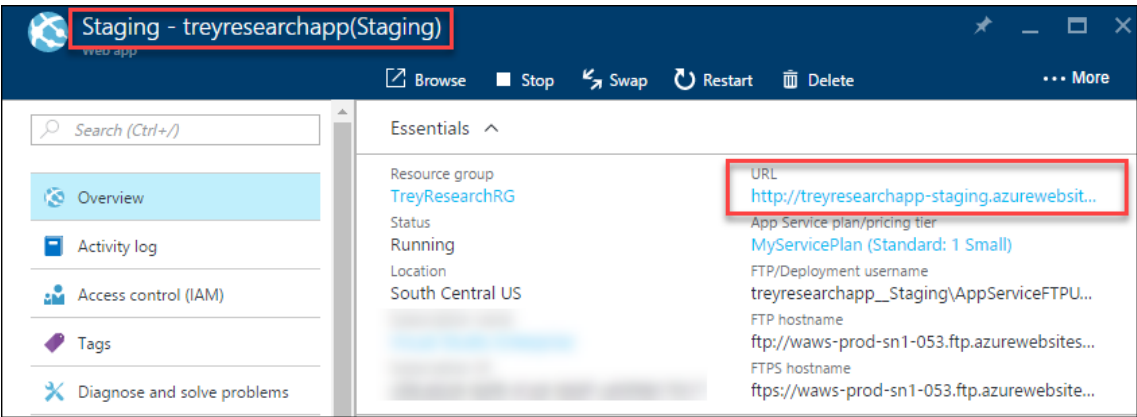 Staging - treyresearchapp(Staging)
Web app
Browse Stop Swap Restart Delete ... More
Search (Ctrl+/)
Overview
Activity log
Access control (IAM)
Tags
Diagnose and solve problems
Essentials
Resource group
TreyResearchRG
Status
Running
Location
South Central US
URL
http://treyresearchapp-staging.azurewebsit...
App Service plan/pricing tier
MyServicePlan (Standard: 1 Small)
FTP/Deployment username
treyresearchapp__Staging\AppServiceFTPU...
FTP hostname
ftp://waws-prod-sn1-053.ftp.azurewebsites...
FTPS hostname
ftps://waws-prod-sn1-053.ftp.azurewebsite...